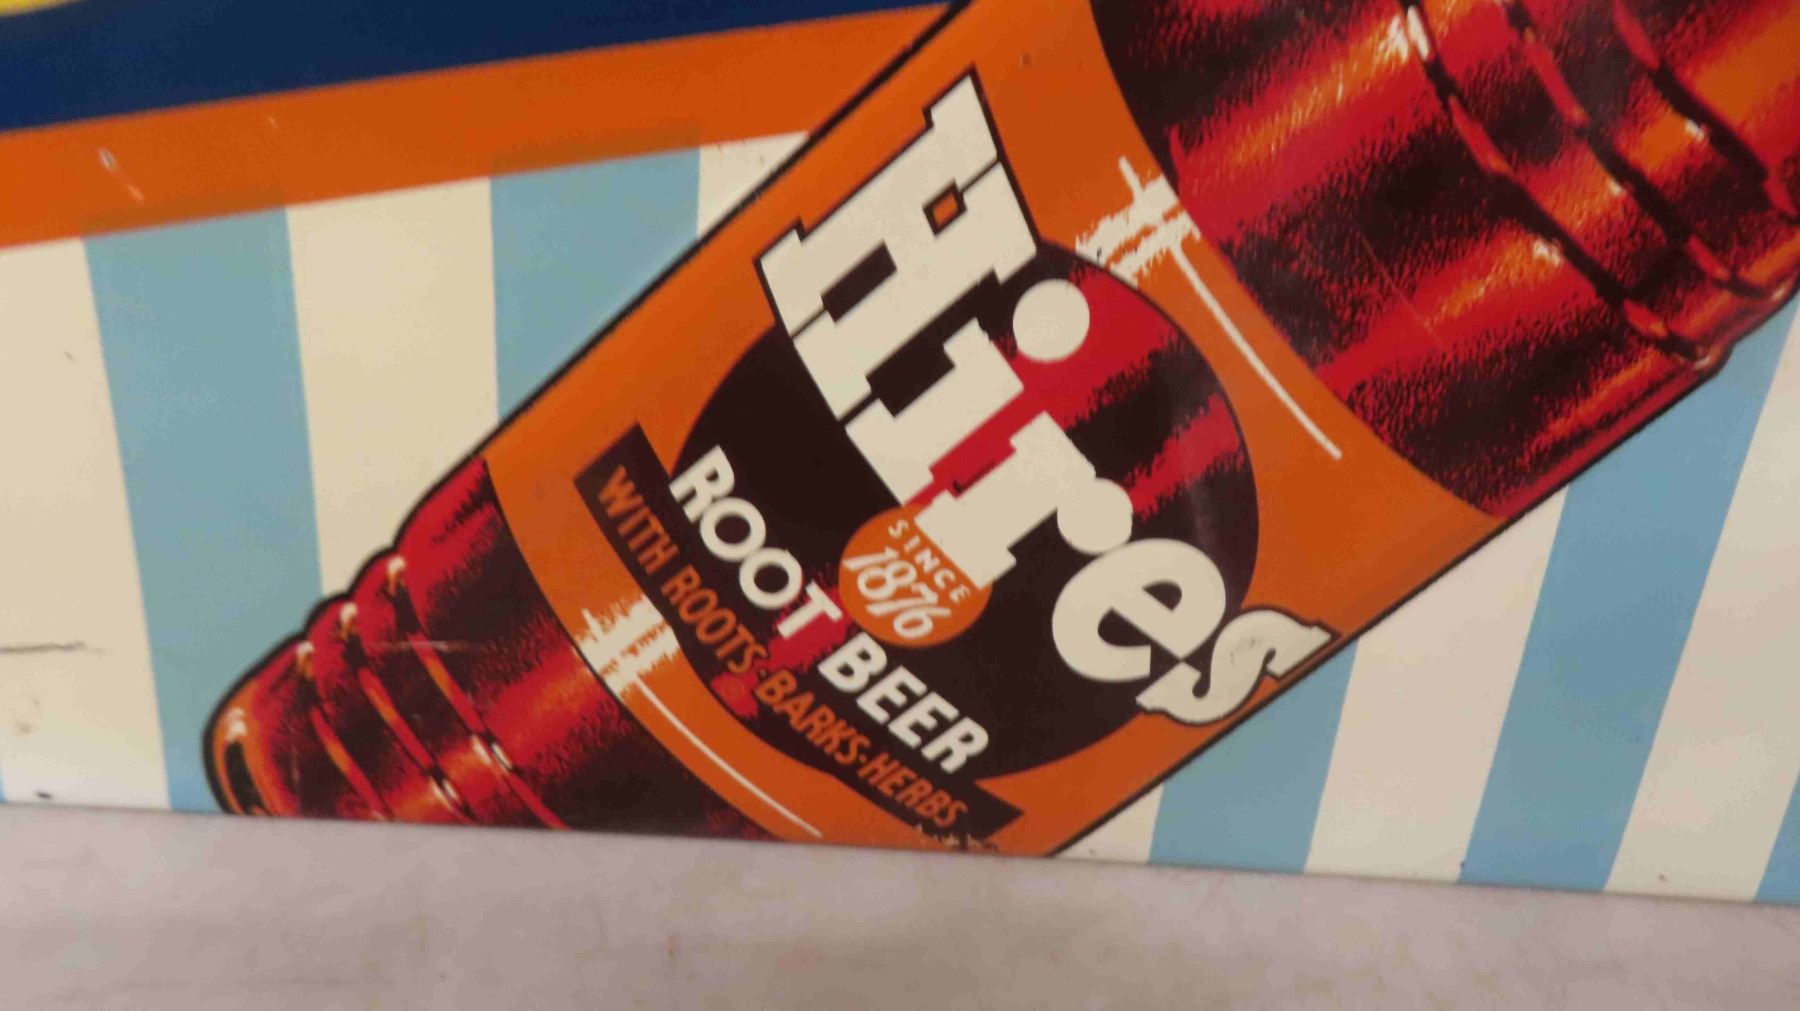 Hires
SINCE
1876
ROOT BEER
WITH ROOTS·BARKS·HERBS